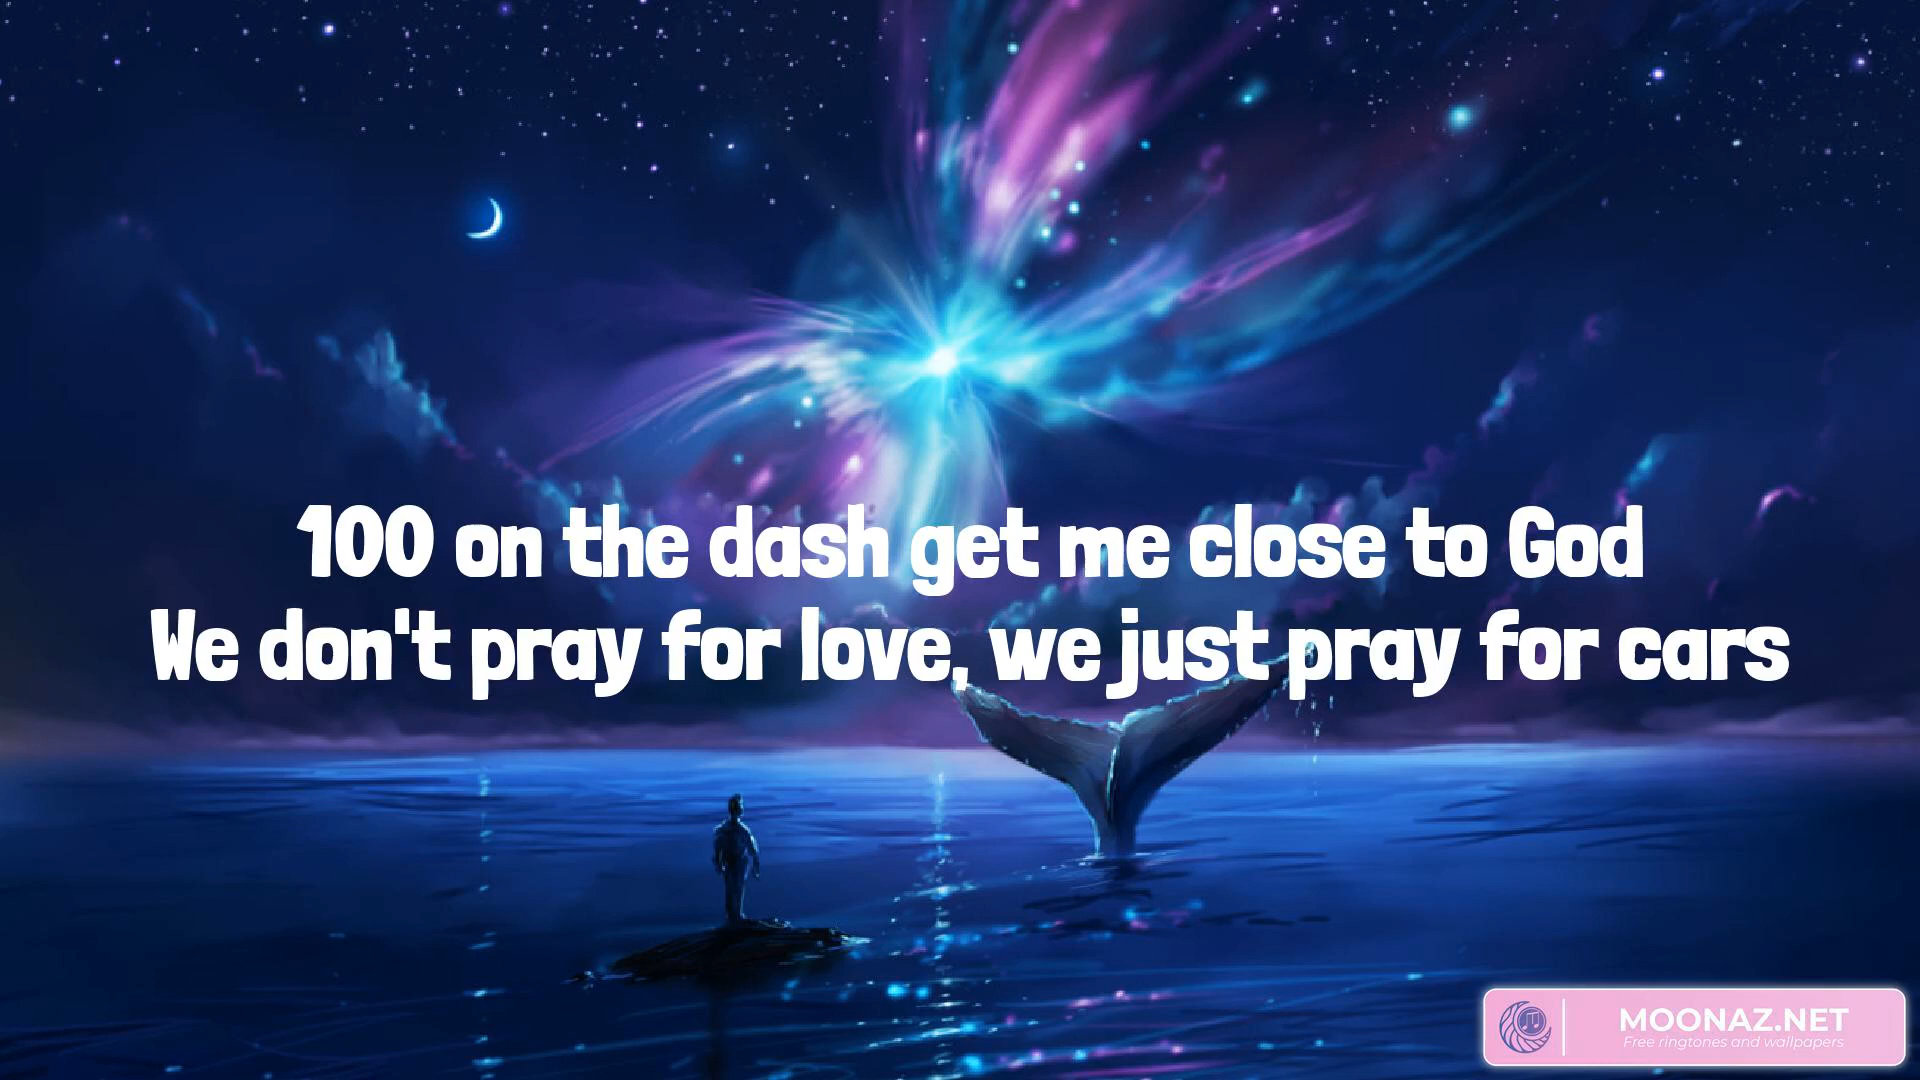 100 on the dash get me close to God
We don't pray for love, we just pray for cars
MOONAZ.NET
Free ringtones and wallpapers